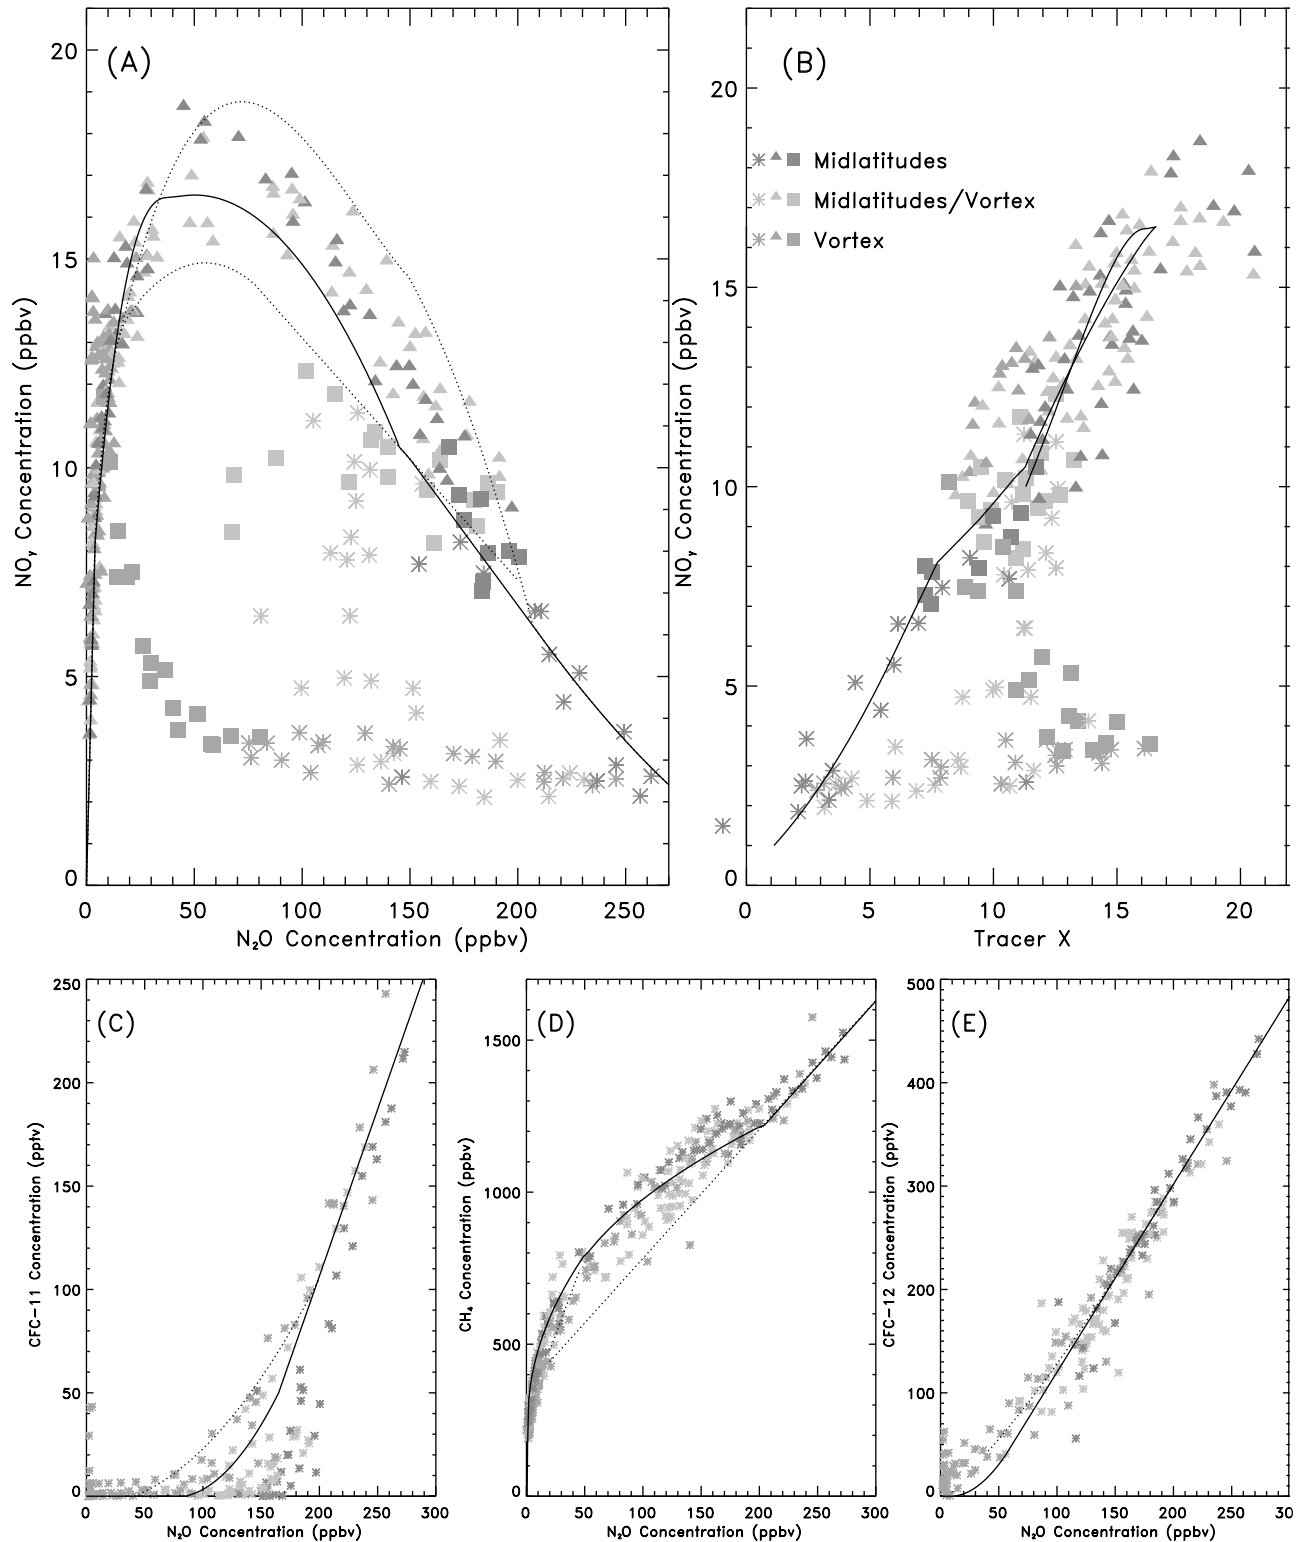 (A)
NOy Concentration (ppbv)
20
15
10
5
0
0 50 100 150 200 250
N₂O Concentration (ppbv)
(B)
NOy Concentration (ppbv)
20
15
10
5
0
Midlatitudes
Midlatitudes/Vortex
Vortex
0 5 10 15 20
Tracer X
(C)
CFC-11 Concentration (pptv)
250
200
150
100
50
0
0 50 100 150 200 250 300
N₂O Concentration (ppbv)
(D)
CH₄ Concentration (ppbv)
1500
1000
500
0
0 50 100 150 200 250 300
N₂O Concentration (ppbv)
(E)
CFC-12 Concentration (pptv)
500
400
300
200
100
0
0 50 100 150 200 250 300
N₂O Concentration (ppbv)